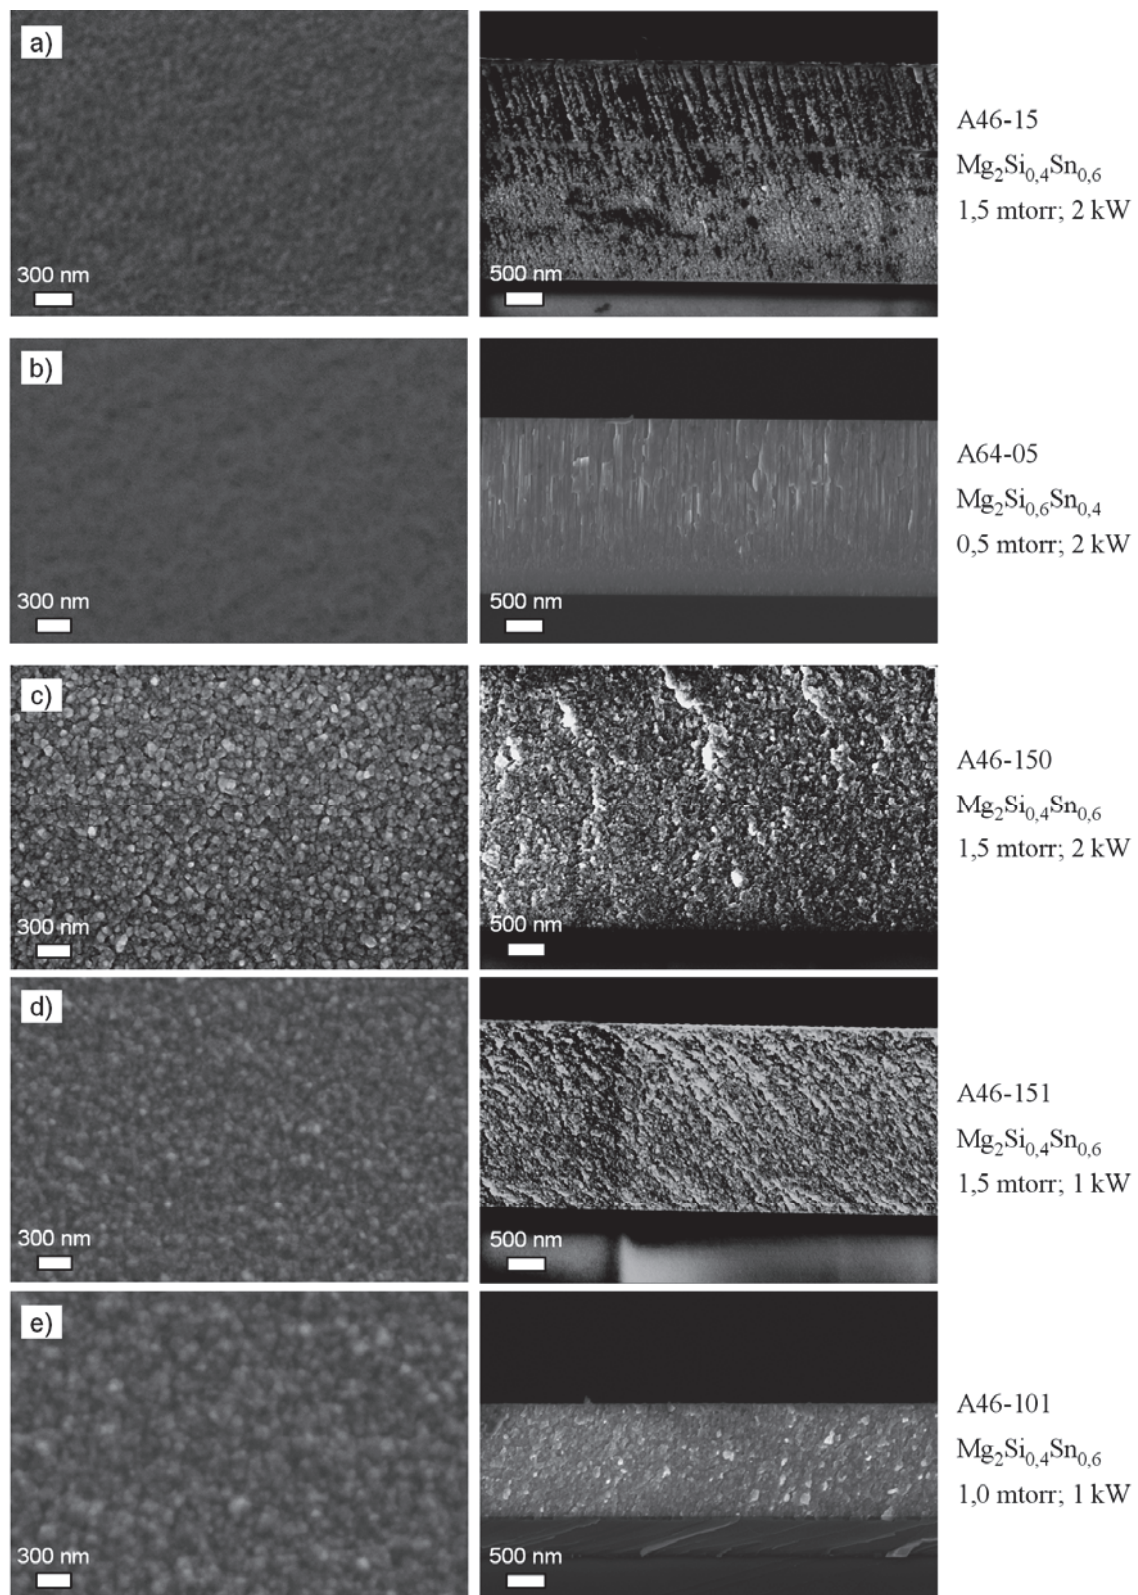 a)
300 nm
500 nm
A46-15
Mg₂Si₀,₄Sn₀,₆
1,5 mtorr; 2 kW
b)
300 nm
500 nm
A64-05
Mg₂Si₀,₆Sn₀,₄
0,5 mtorr; 2 kW
c)
300 nm
500 nm
A46-150
Mg₂Si₀,₄Sn₀,₆
1,5 mtorr; 2 kW
d)
300 nm
500 nm
A46-151
Mg₂Si₀,₄Sn₀,₆
1,5 mtorr; 1 kW
e)
300 nm
500 nm
A46-101
Mg₂Si₀,₄Sn₀,₆
1,0 mtorr; 1 kW